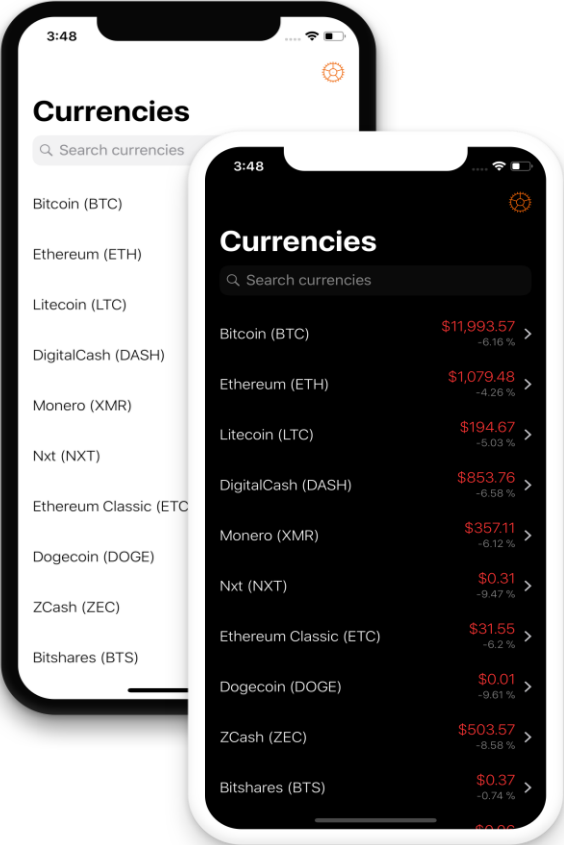 3:48
Currencies
Search currencies
Bitcoin (BTC)
Ethereum (ETH)
Litecoin (LTC)
DigitalCash (DASH)
Monero (XMR)
Nxt (NXT)
Ethereum Classic (ETC
Dogecoin (DOGE)
ZCash (ZEC)
Bitshares (BTS)
3:48
Currencies
Search currencies
Bitcoin (BTC) $11,993.57
-6.16 %
Ethereum (ETH) $1,079.48
-4.26 %
Litecoin (LTC) $194.67
-5.03 %
DigitalCash (DASH) $853.76
-6.58 %
Monero (XMR) $357.11
-6.12 %
Nxt (NXT) $0.31
-9.47 %
Ethereum Classic (ETC) $31.55
-6.2 %
Dogecoin (DOGE) $0.01
-9.61 %
ZCash (ZEC) $503.57
-8.58 %
Bitshares (BTS) $0.37
-0.74 %